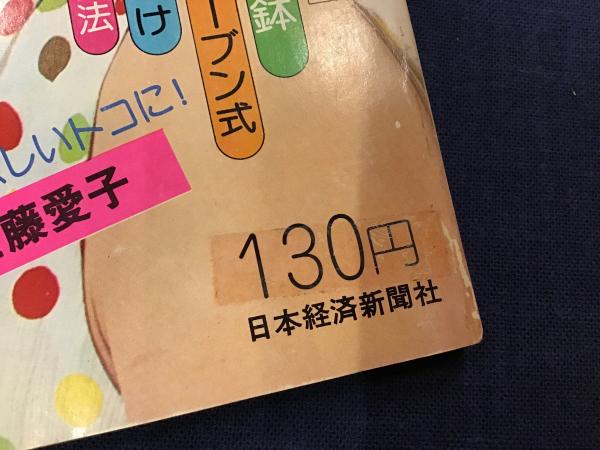 鉢
ーブン式
け
法
しいトコに!
藤愛子
130円
日本経済新聞社